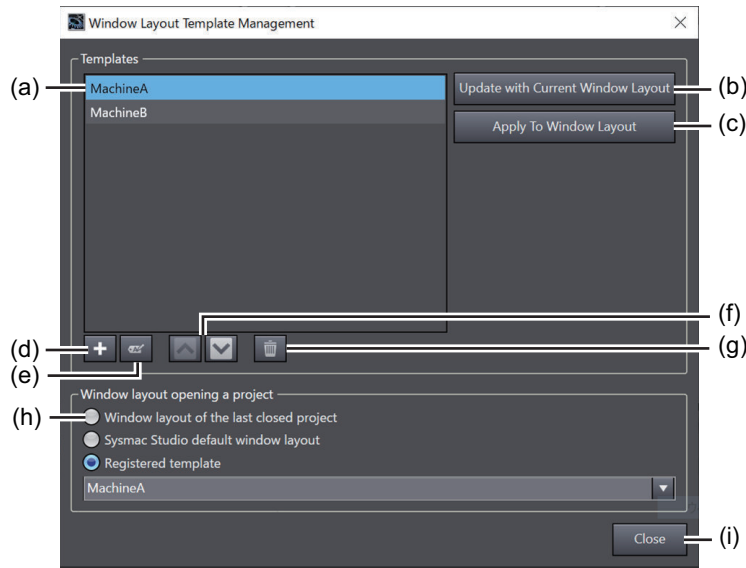 Window Layout Template Management
Templates
(a)
MachineA
Update with Current Window Layout
(b)
MachineB
Apply To Window Layout
(c)
(f)
(d)
(g)
(e)
Window layout opening a project
(h)
Window layout of the last closed project
Sysmac Studio default window layout
Registered template
MachineA
Close
(i)